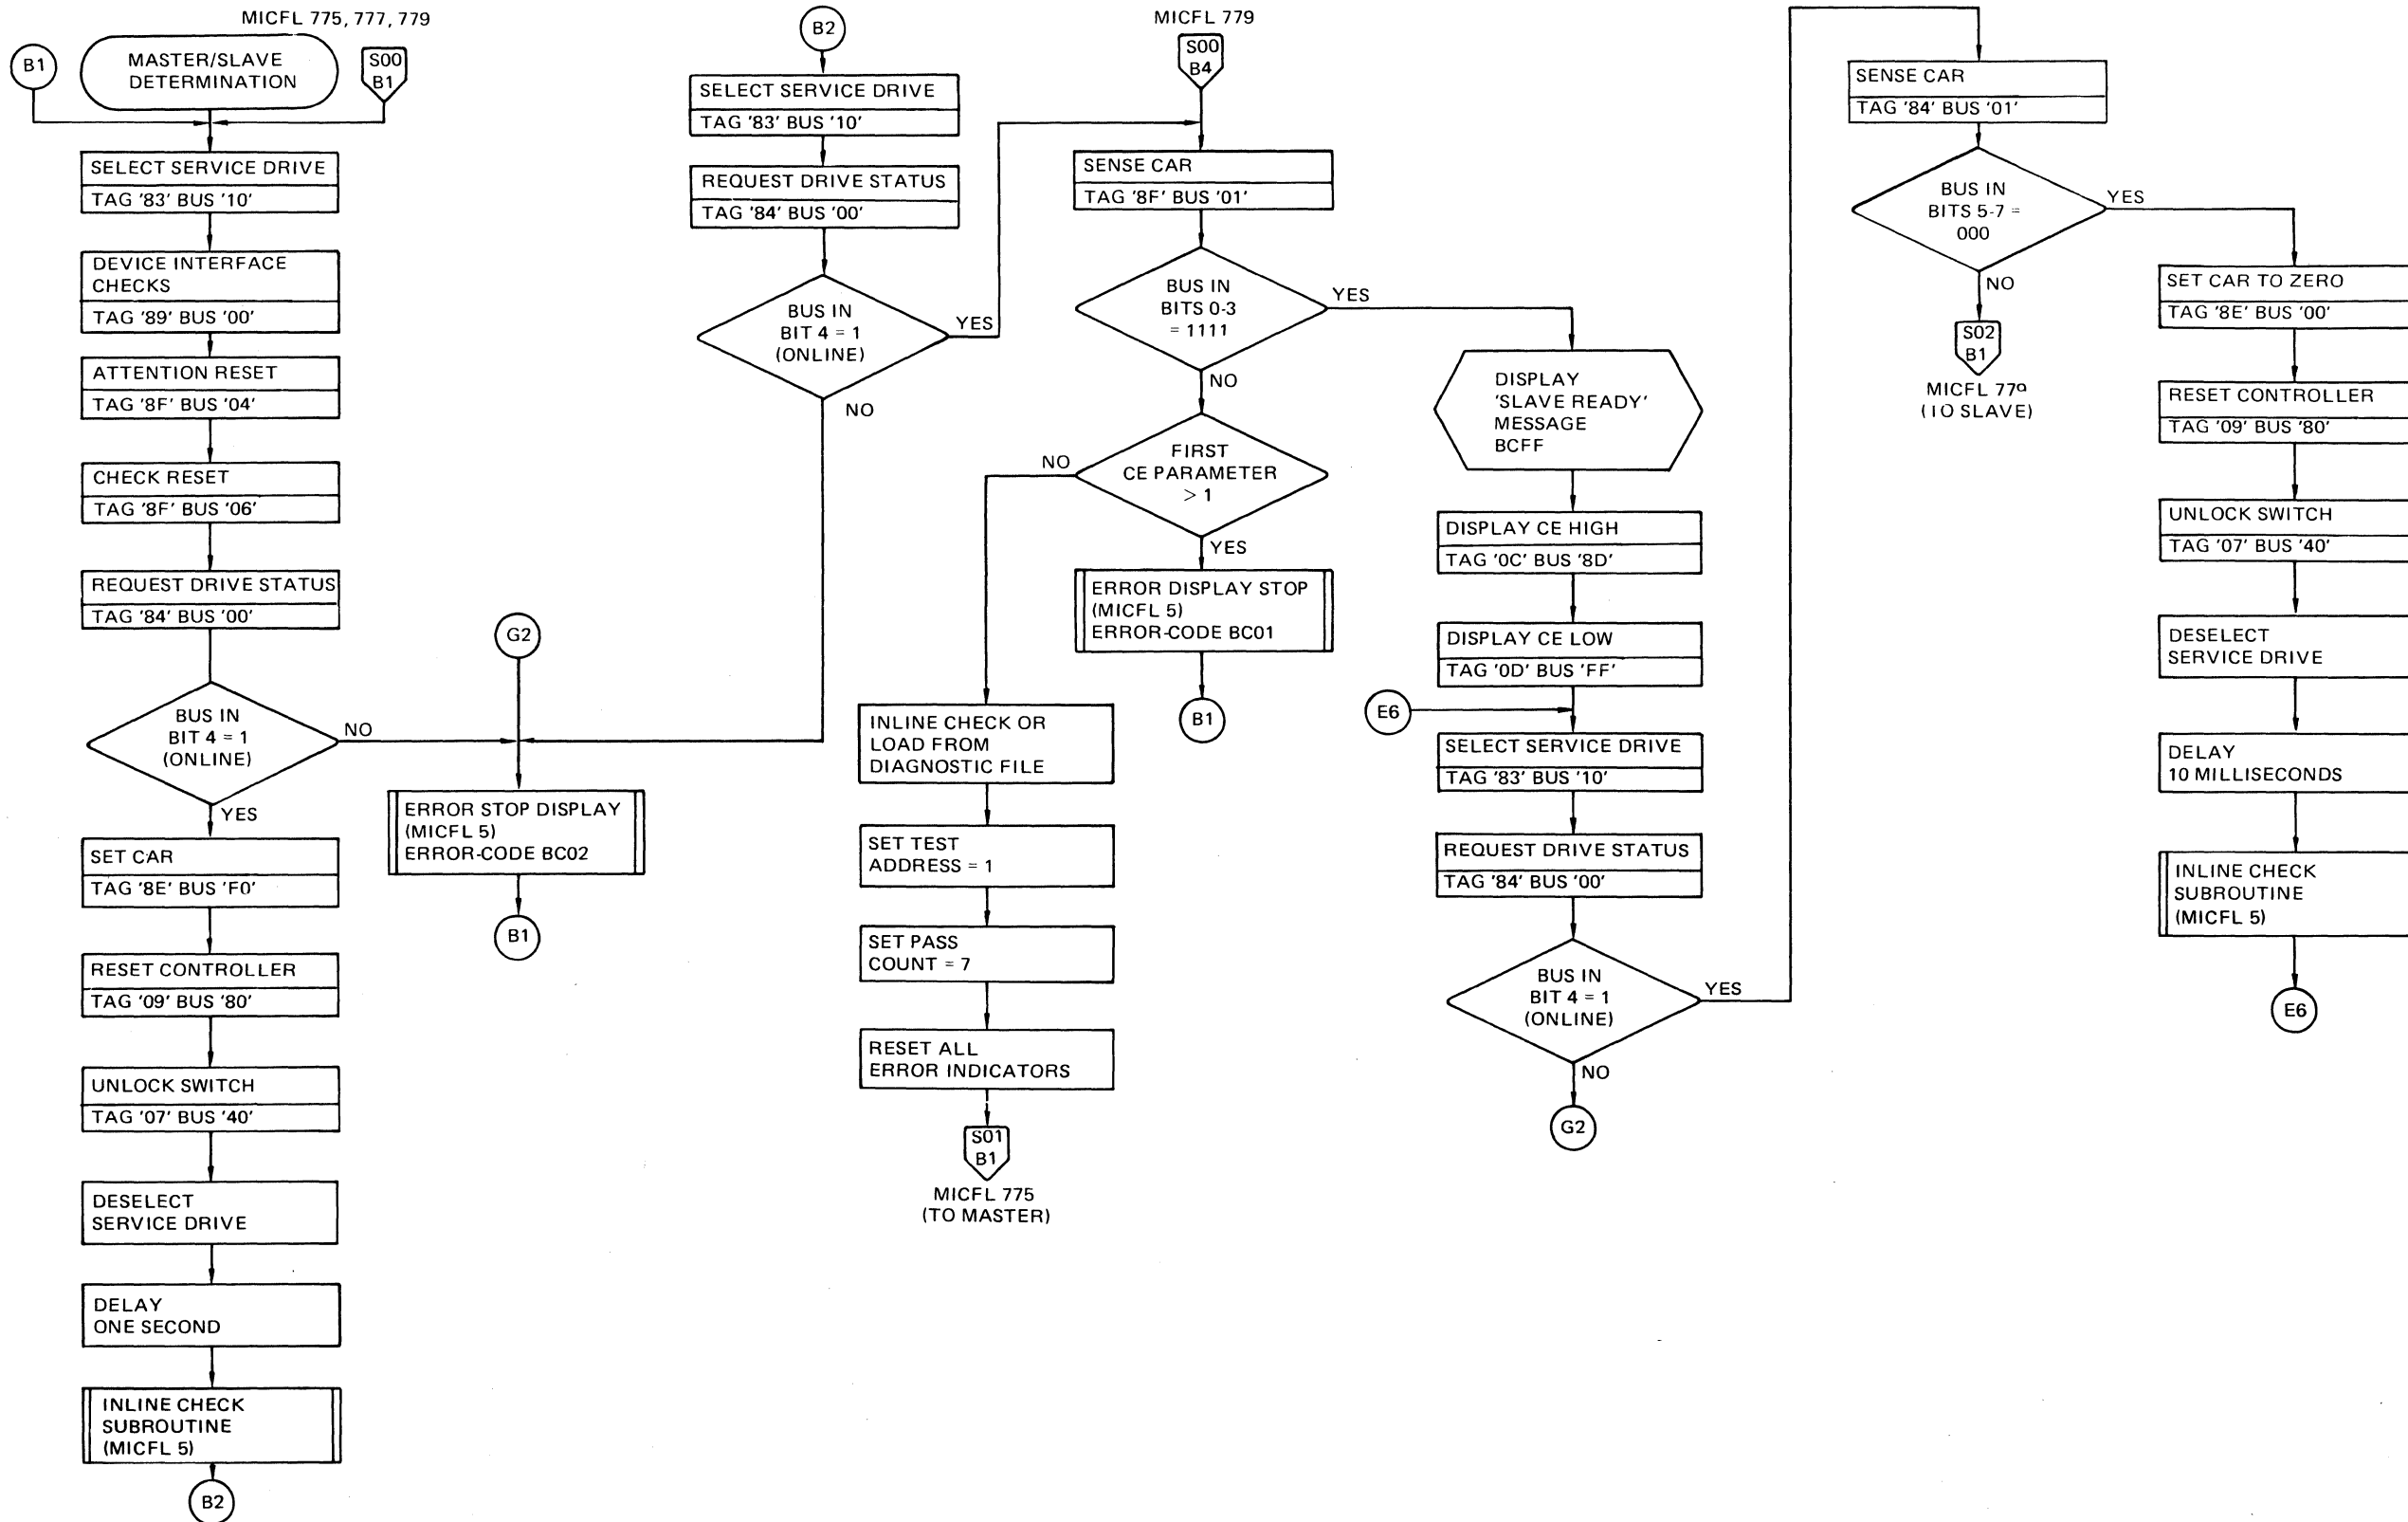 MICFL 775, 777, 779
B1
MASTER/SLAVE
DETERMINATION
S00
B1
SELECT SERVICE DRIVE
TAG '83' BUS '10'
DEVICE INTERFACE
CHECKS
TAG '89' BUS '00'
ATTENTION RESET
TAG '8F' BUS '04'
CHECK RESET
TAG '8F' BUS '06'
REQUEST DRIVE STATUS
TAG '84' BUS '00'
BUS IN
BIT 4 = 1
(ONLINE)
NO
YES
SET CAR
TAG '8E' BUS 'F0'
RESET CONTROLLER
TAG '09' BUS '80'
UNLOCK SWITCH
TAG '07' BUS '40'
DESELECT
SERVICE DRIVE
DELAY
ONE SECOND
INLINE CHECK
SUBROUTINE
(MICFL 5)
B2
G2
ERROR STOP DISPLAY
(MICFL 5)
ERROR-CODE BC02
B1
B2
SELECT SERVICE DRIVE
TAG '83' BUS '10'
REQUEST DRIVE STATUS
TAG '84' BUS '00'
BUS IN
BIT 4 = 1
(ONLINE)
YES
NO
MICFL 779
S00
B4
SENSE CAR
TAG '8F' BUS '01'
BUS IN
BITS 0-3
= 1111
YES
NO
FIRST
CE PARAMETER
> 1
NO
YES
ERROR DISPLAY STOP
(MICFL 5)
ERROR-CODE BC01
B1
INLINE CHECK OR
LOAD FROM
DIAGNOSTIC FILE
SET TEST
ADDRESS = 1
SET PASS
COUNT = 7
RESET ALL
ERROR INDICATORS
S01
B1
MICFL 775
(TO MASTER)
DISPLAY
'SLAVE READY'
MESSAGE
BCFF
DISPLAY CE HIGH
TAG '0C' BUS '8D'
DISPLAY CE LOW
TAG '0D' BUS 'FF'
E6
SELECT SERVICE DRIVE
TAG '83' BUS '10'
REQUEST DRIVE STATUS
TAG '84' BUS '00'
BUS IN
BIT 4 = 1
(ONLINE)
YES
NO
G2
SENSE CAR
TAG '84' BUS '01'
BUS IN
BITS 5-7 =
000
YES
NO
S02
B1
MICFL 779
(TO SLAVE)
SET CAR TO ZERO
TAG '8E' BUS '00'
RESET CONTROLLER
TAG '09' BUS '80'
UNLOCK SWITCH
TAG '07' BUS '40'
DESELECT
SERVICE DRIVE
DELAY
10 MILLISECONDS
INLINE CHECK
SUBROUTINE
(MICFL 5)
E6